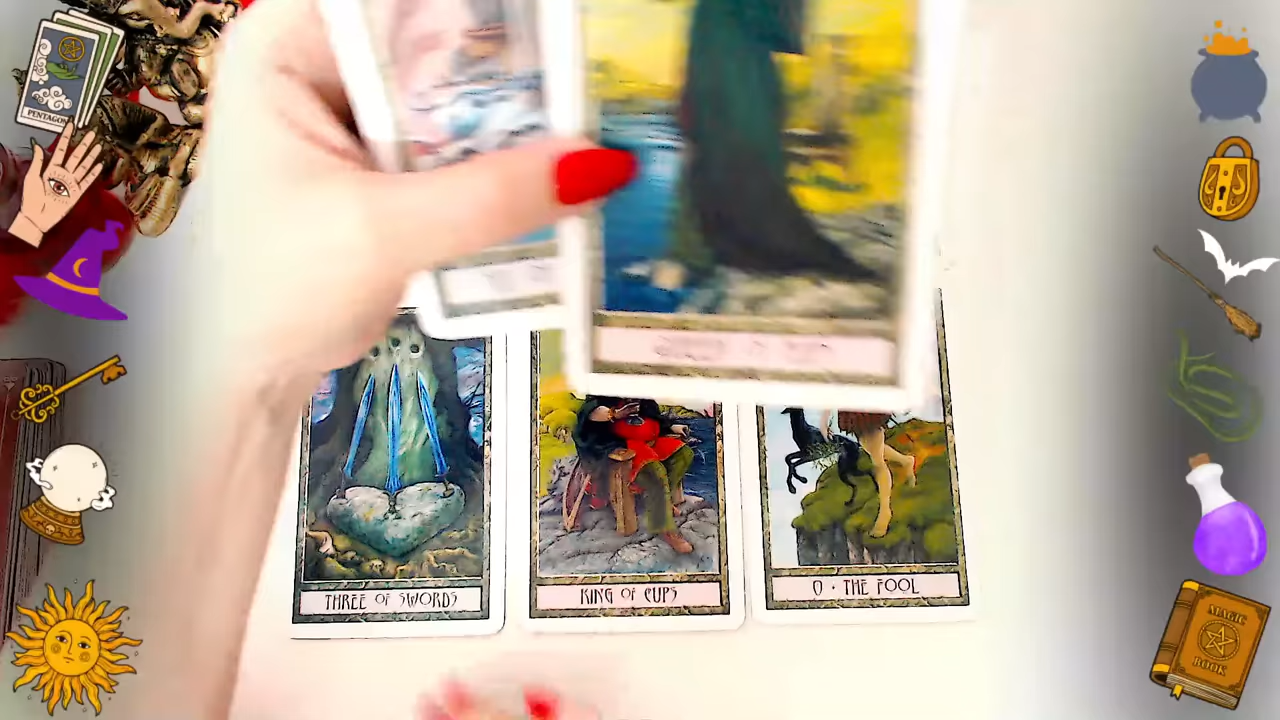 PENTAGON
THREE OF SWORDS
KING OF CUPS
0 · THE FOOL
MAGIC
BOOK